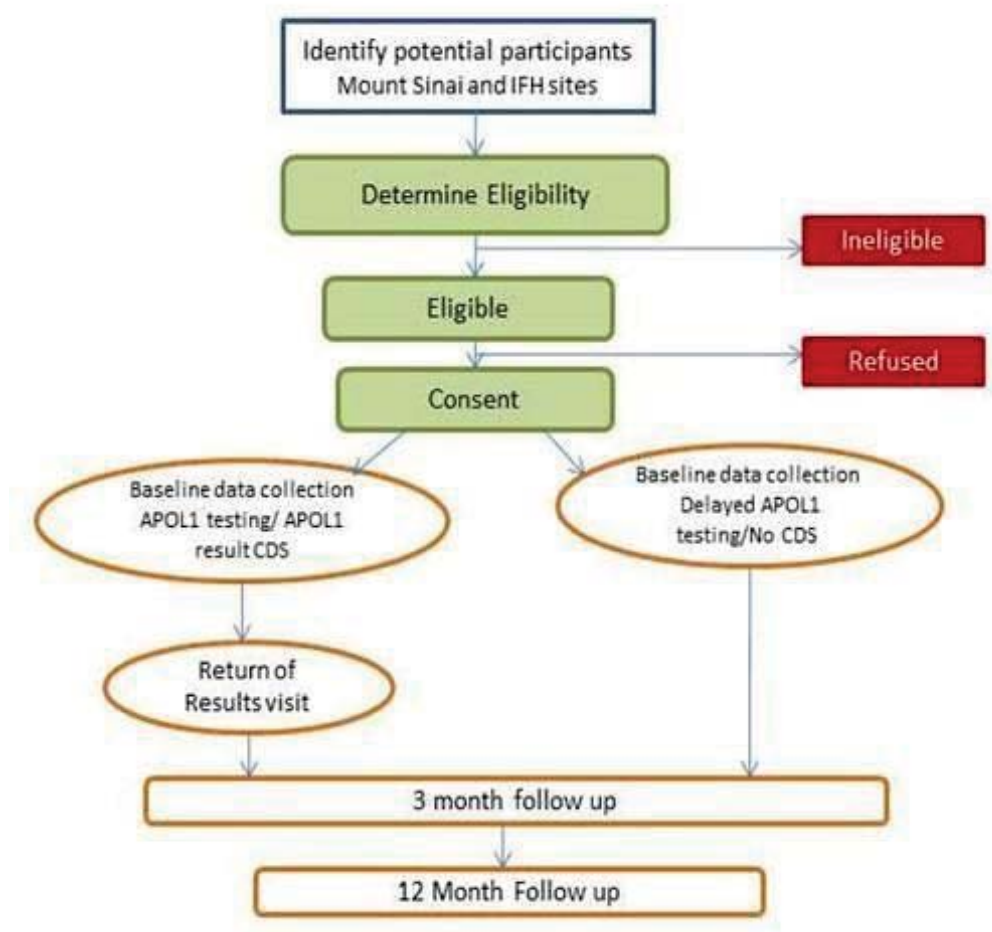 Identify potential participants
Mount Sinai and IFH sites
Determine Eligibility
Ineligible
Eligible
Refused
Consent
Baseline data collection
APOL1 testing/ APOL1
result CDS
Baseline data collection
Delayed APOL1
testing/No CDS
Return of
Results visit
3 month follow up
12 Month Follow up